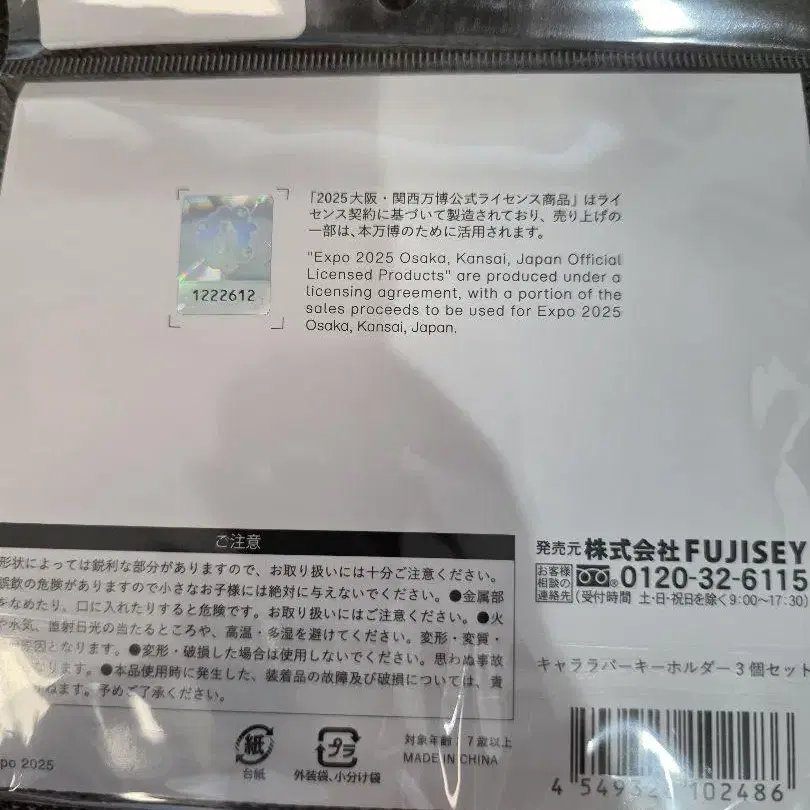 「2025大阪・関西万博公式ライセンス商品」はライ
センス契約に基づいて製造されており、売り上げの
一部は、本万博のために活用されます。
"Expo 2025 Osaka, Kansai, Japan Official
Licensed Products" are produced under a
licensing agreement, with a portion of the
sales proceeds to be used for Expo 2025
Osaka, Kansai, Japan.
1222612
ご注意
形状によっては鋭利な部分がありますので、お取り扱いには十分ご注意ください。
誤飲の危険がありますので小さなお子様には絶対に与えないでください。●金属部
をなめたり、口に入れたりすると危険です。お取り扱いにはご注意ください。●火
や水気、直射日光の当たるところや、高温・多湿を避けてください。変形・変質・
原因となります。●変形・破損した場合は使用しないでください。思わぬ事故
なります。●本品使用時に発生した、装着品の故障及び破損については、責
ねます。予めご了承ください。
発売元 株式会社FUJISEY
お客様相談の連絡先 0120-32-6115
(受付時間 土・日・祝日を除く9:00〜17:30)
キャララバーキーホルダー3個セット
po 2025
紙
台紙
プラ
外装袋、小分け袋
対象年齢:7歳以上
MADE IN CHINA
102486